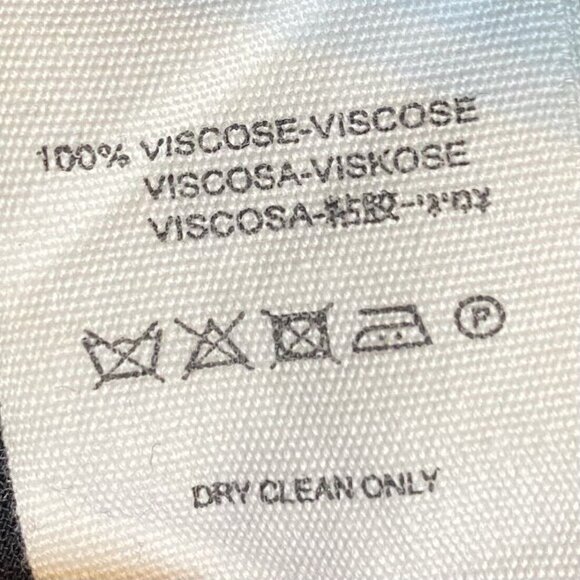 100% VISCOSE-VISCOSE
VISCOSA-VISKOSE
VISCOSA-粘胶-
P
DRY CLEAN ONLY